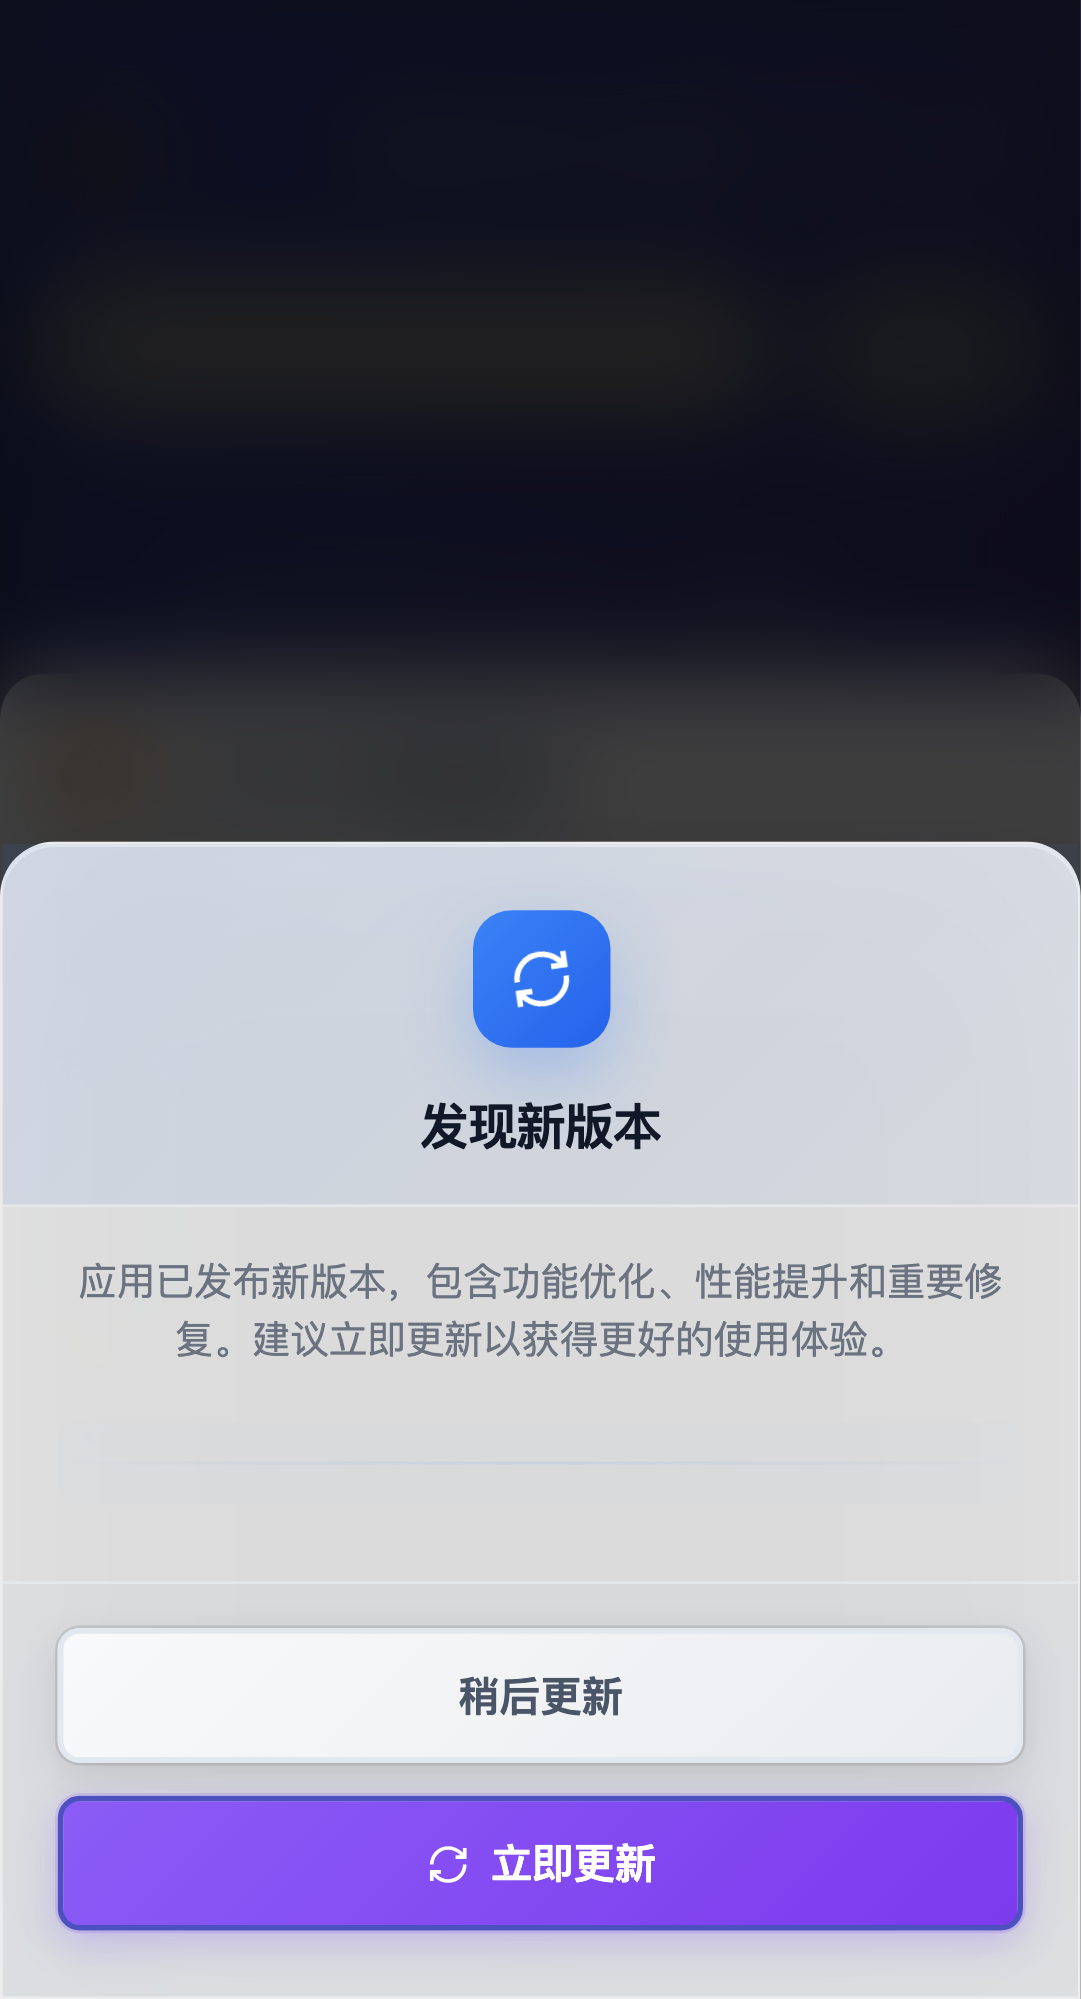 发现新版本
应用已发布新版本，包含功能优化、性能提升和重要修
复。建议立即更新以获得更好的使用体验。
稍后更新
立即更新